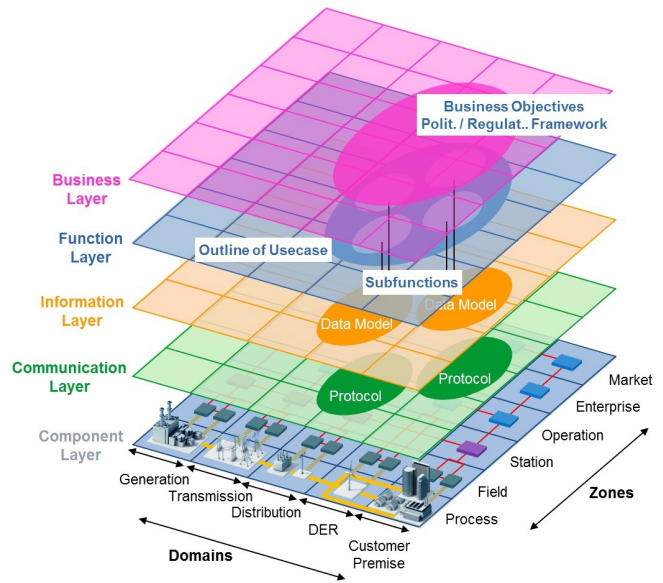 Business Objectives
Polit. / Regulat.. Framework
Business
Layer
Function
Layer
Outline of Usecase
Subfunctions
Information
Layer
Data Model
Data Model
Communication
Layer
Protocol
Protocol
Component
Layer
Market
Enterprise
Operation
Station
Field
Process
Zones
Generation
Transmission
Distribution
DER
Customer
Premise
Domains